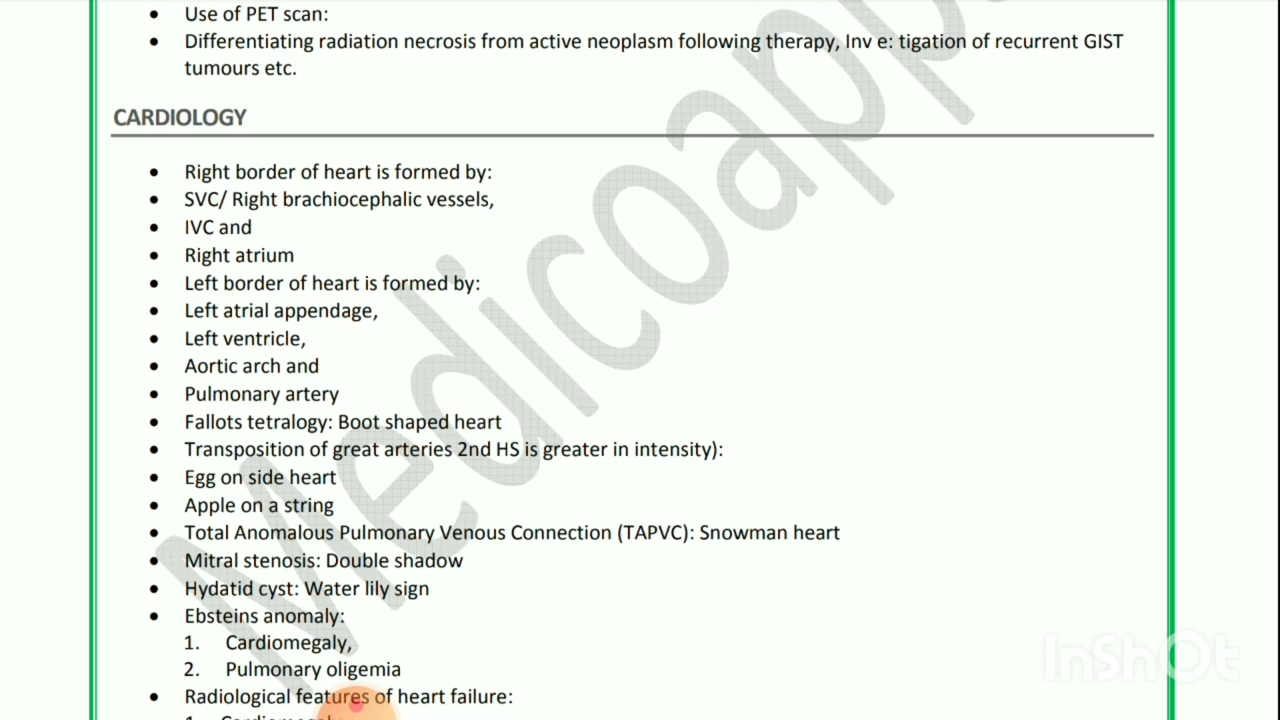 • Use of PET scan:
• Differentiating radiation necrosis from active neoplasm following therapy, Inv e: tigation of recurrent GIST
tumours etc.
CARDIOLOGY
• Right border of heart is formed by:
• SVC/ Right brachiocephalic vessels,
• IVC and
• Right atrium
• Left border of heart is formed by:
• Left atrial appendage,
• Left ventricle,
• Aortic arch and
• Pulmonary artery
• Fallots tetralogy: Boot shaped heart
• Transposition of great arteries 2nd HS is greater in intensity):
• Egg on side heart
• Apple on a string
• Total Anomalous Pulmonary Venous Connection (TAPVC): Snowman heart
• Mitral stenosis: Double shadow
• Hydatid cyst: Water lily sign
• Ebsteins anomaly:
1. Cardiomegaly,
2. Pulmonary oligemia
• Radiological features of heart failure:
Medicoapp
InShOt